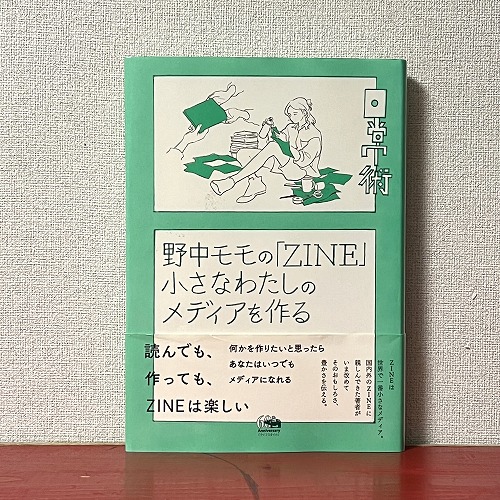 日常術
野中モモの「ZINE」
小さなわたしの
メディアを作る
読んでも、
作っても、
ZINEは楽しい
何かを作りたいと思ったら
あなたはいつでも
メディアになれる
ZINEは
世界で一番小さなメディア。
国内外のZINEに
親しんできた著者が
いま改めて
そのおもしろさ、
豊かさを伝える。